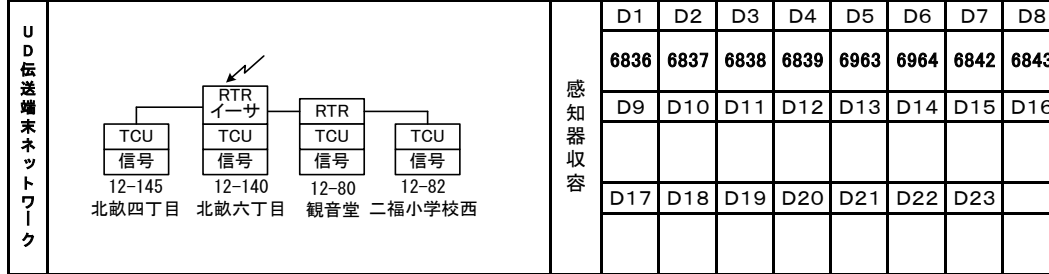 UD伝送端末ネットワーク
RTR
イーサ
RTR
TCU
TCU
TCU
TCU
信号
信号
信号
信号
12-145
12-140
12-80
12-82
北畝四丁目
北畝六丁目
観音堂
二福小学校西
感知器収容
D1 D2 D3 D4 D5 D6 D7 D8
6836 6837 6838 6839 6963 6964 6842 6843
D9 D10 D11 D12 D13 D14 D15 D16
D17 D18 D19 D20 D21 D22 D23